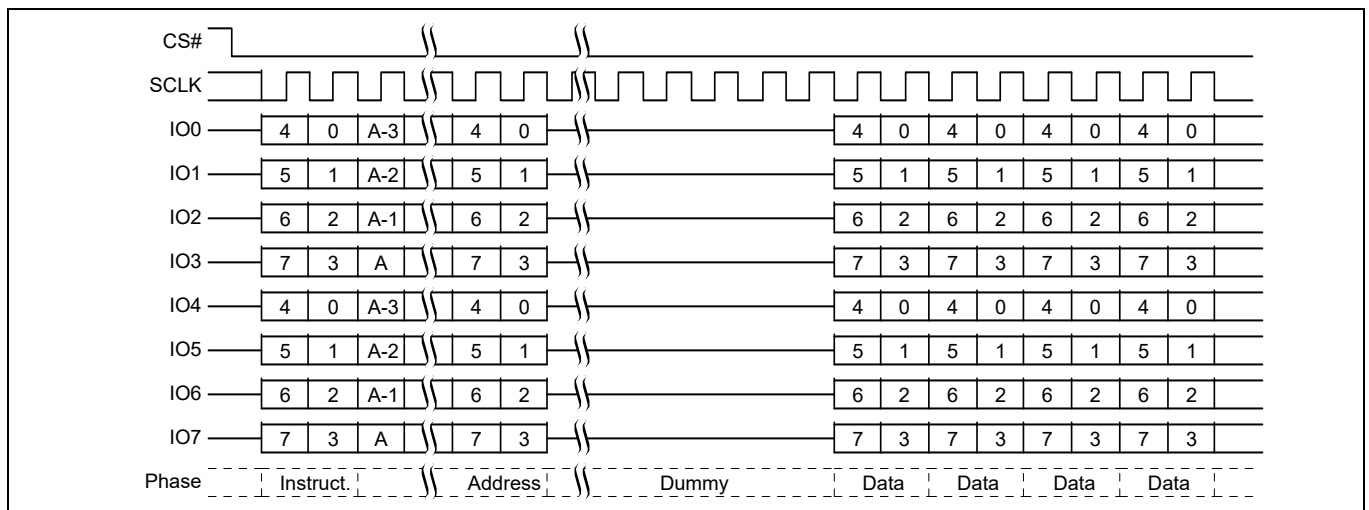 CS#
SCLK
IO0 4 0 A-3 4 0 4 0 4 0 4 0 4 0
IO1 5 1 A-2 5 1 5 1 5 1 5 1 5 1
IO2 6 2 A-1 6 2 6 2 6 2 6 2 6 2
IO3 7 3 A 7 3 7 3 7 3 7 3 7 3
IO4 4 0 A-3 4 0 4 0 4 0 4 0 4 0
IO5 5 1 A-2 5 1 5 1 5 1 5 1 5 1
IO6 6 2 A-1 6 2 6 2 6 2 6 2 6 2
IO7 7 3 A 7 3 7 3 7 3 7 3 7 3
Phase Instruct. Address Dummy Data Data Data Data